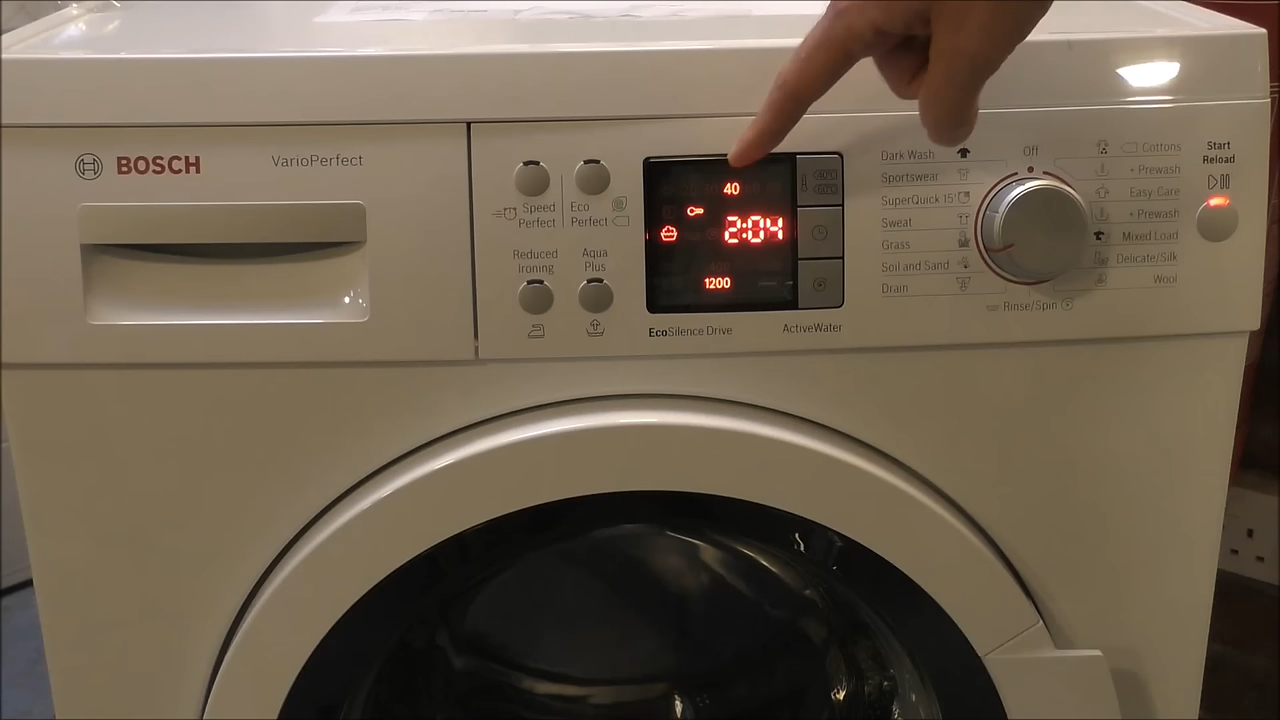 BOSCH
VarioPerfect
Speed
Perfect
Eco
Perfect
Reduced
Ironing
Aqua
Plus
40
2:04
1200
40°C
60°C
EcoSilence Drive
ActiveWater
Dark Wash
Sportswear
SuperQuick 15'
Sweat
Grass
Soil and Sand
Drain
Off
Cottons
+ Prewash
Easy-Care
+ Prewash
Mixed Load
Delicate/Silk
Wool
Rinse/Spin
Start
Reload